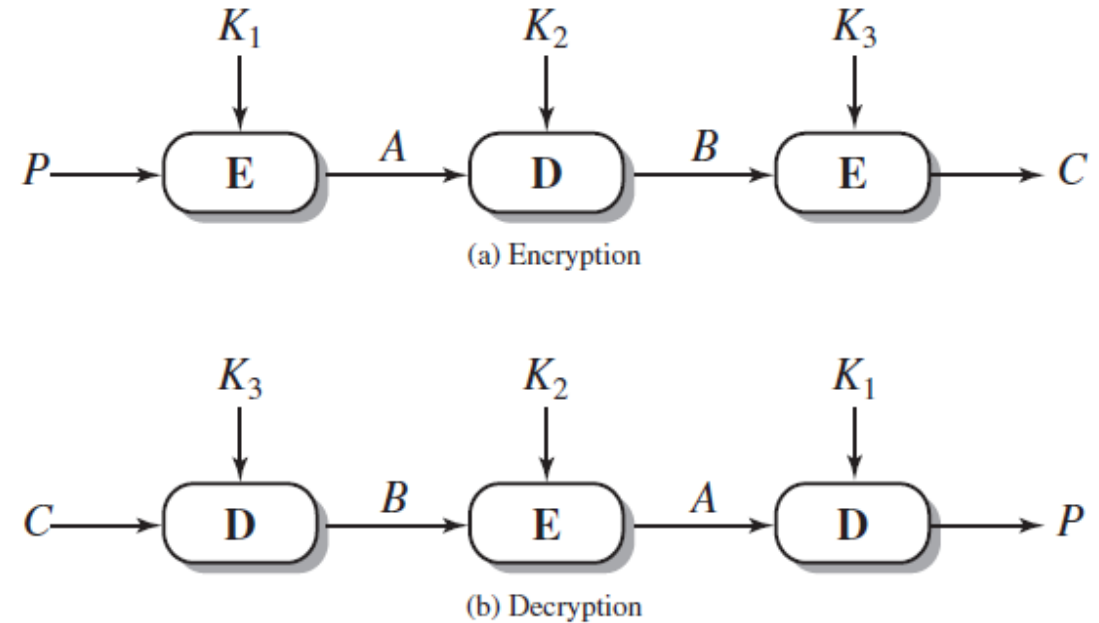 K₁ K₂ K₃
P E A D B E C
(a) Encryption
K₃ K₂ K₁
C D B E A D P
(b) Decryption